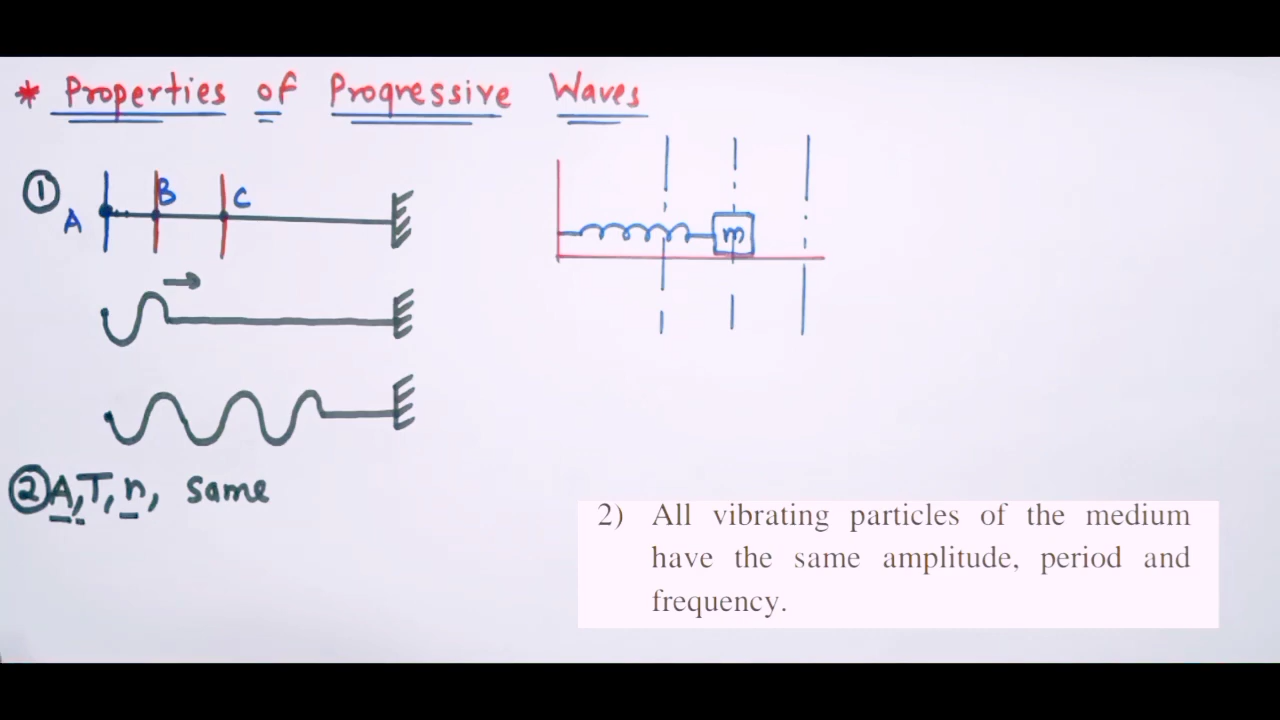 * Properties of Progressive Waves
①
A B C
m
② A, T, n, same
2) All vibrating particles of the medium
have the same amplitude, period and
frequency.